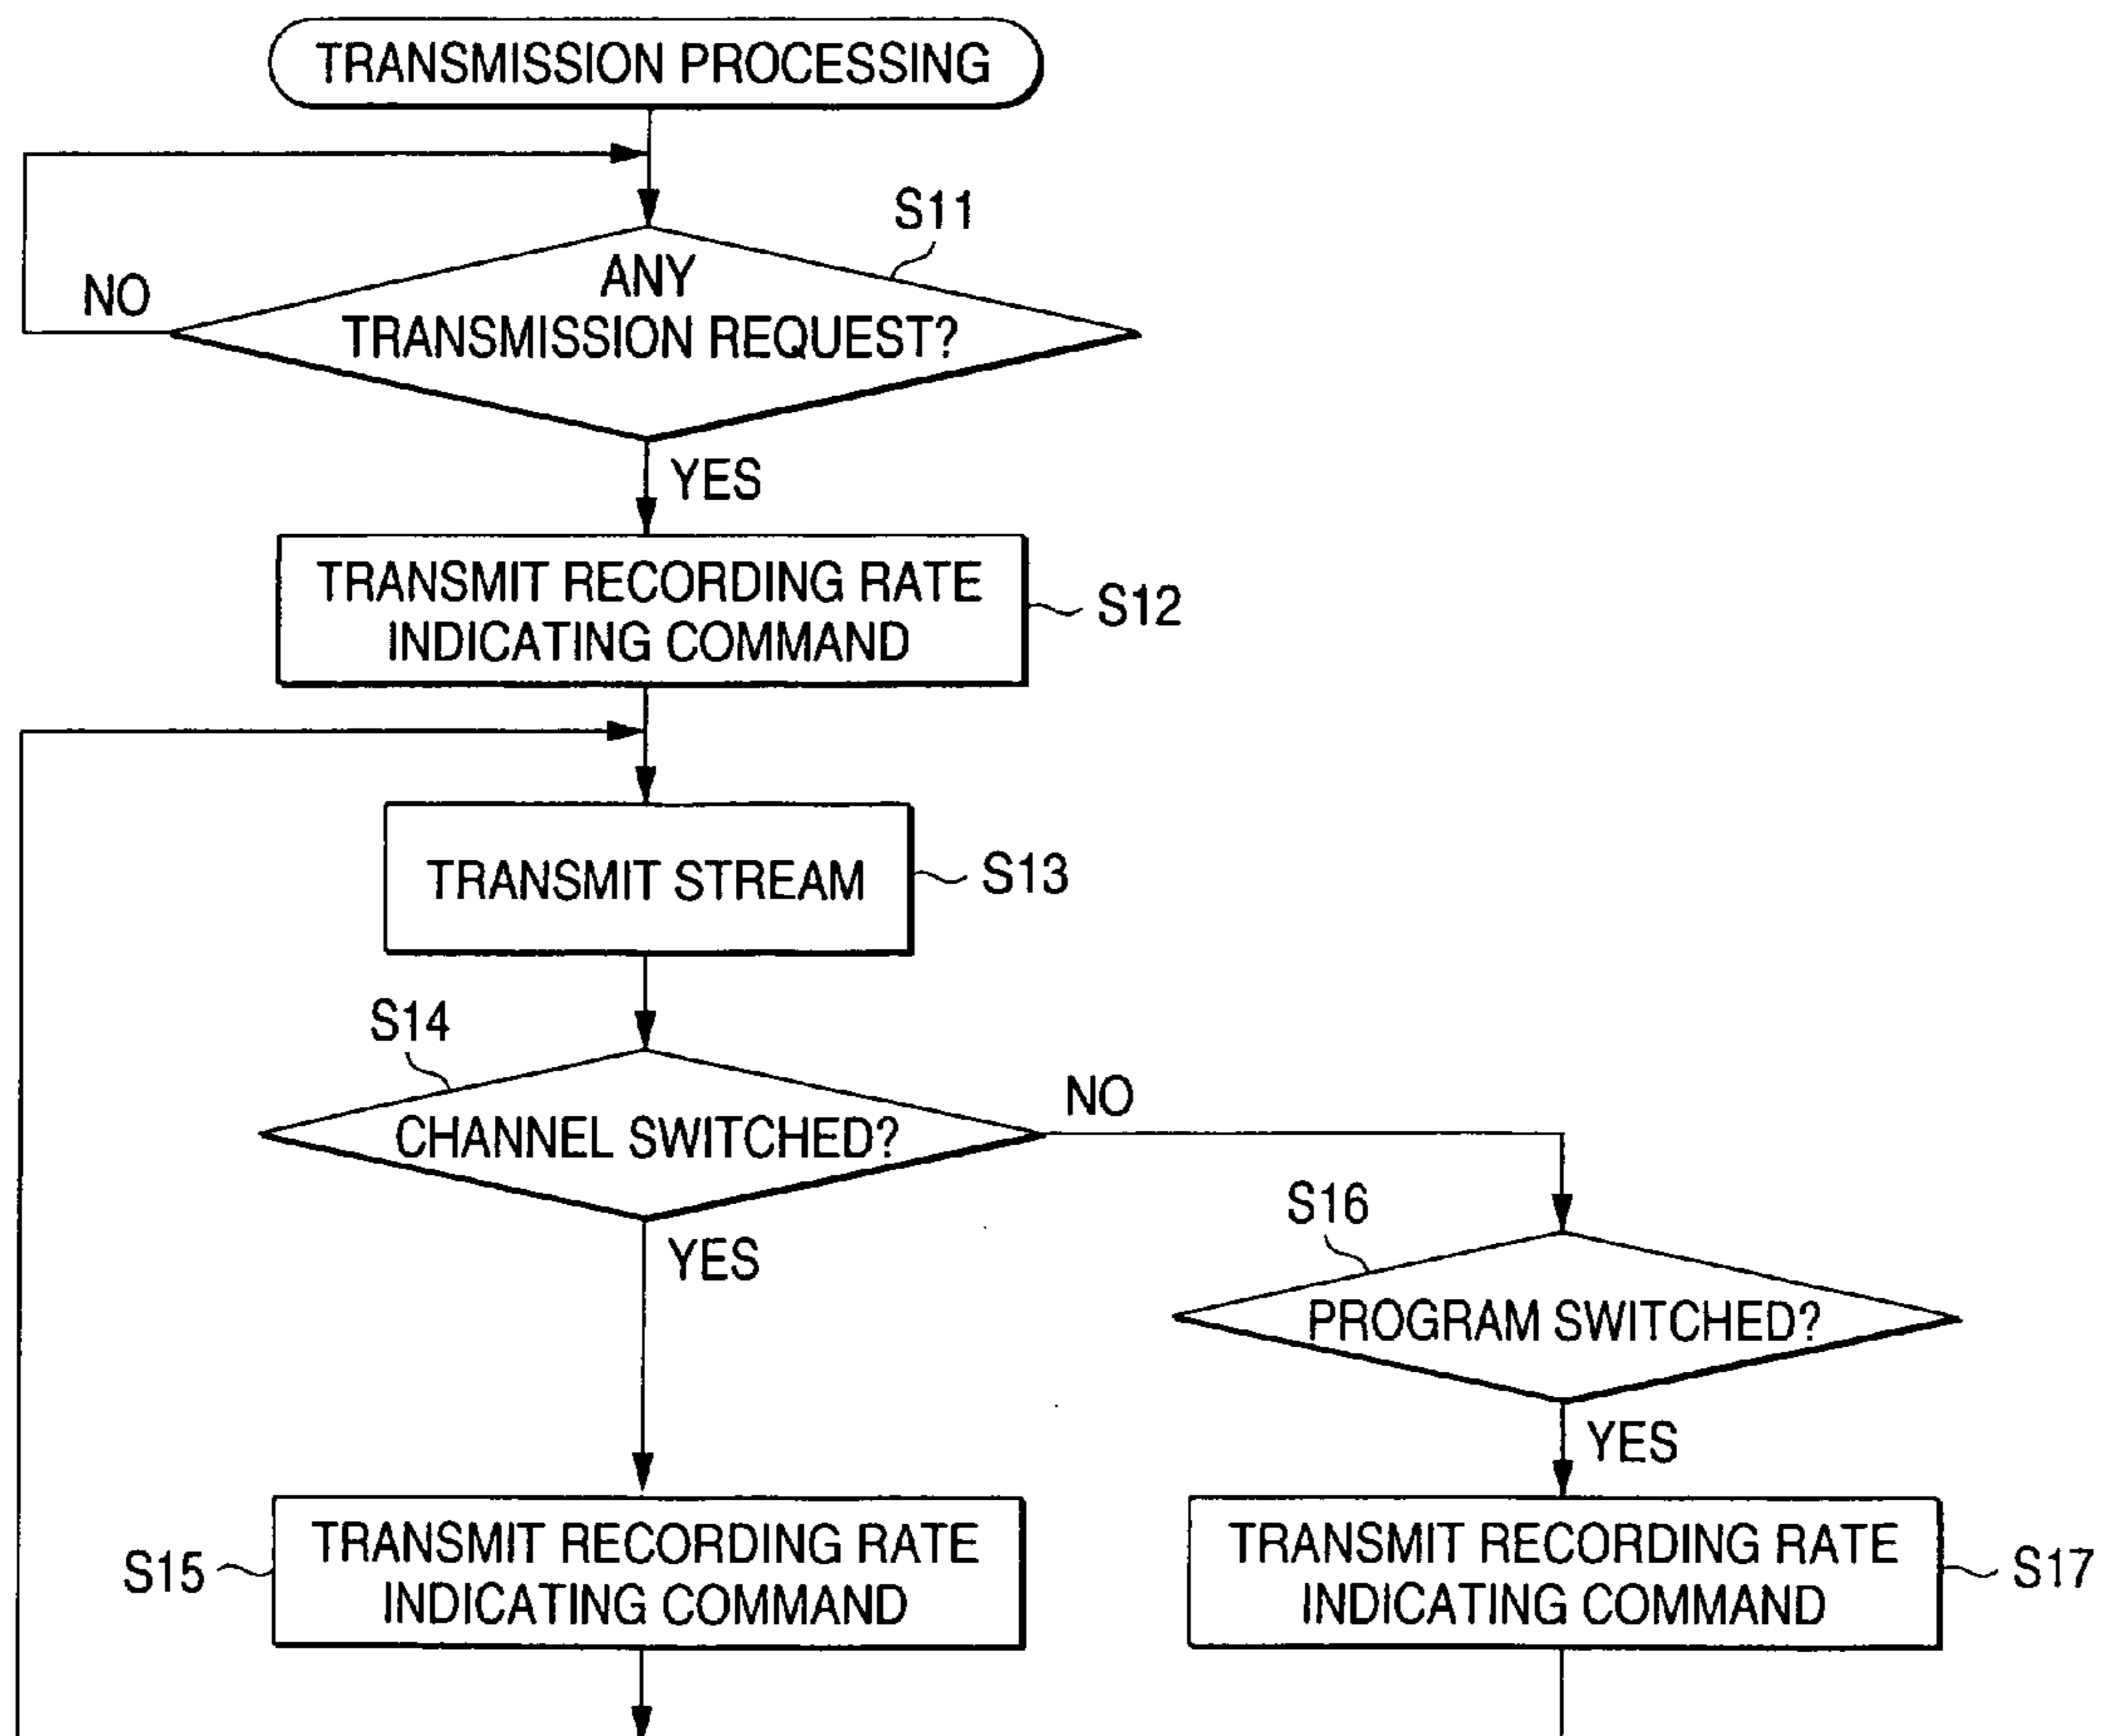 TRANSMISSION PROCESSING
S11
NO
ANY
TRANSMISSION REQUEST?
YES
TRANSMIT RECORDING RATE
INDICATING COMMAND
S12
TRANSMIT STREAM
S13
S14
CHANNEL SWITCHED?
NO
YES
S16
PROGRAM SWITCHED?
YES
S15
TRANSMIT RECORDING RATE
INDICATING COMMAND
TRANSMIT RECORDING RATE
INDICATING COMMAND
S17